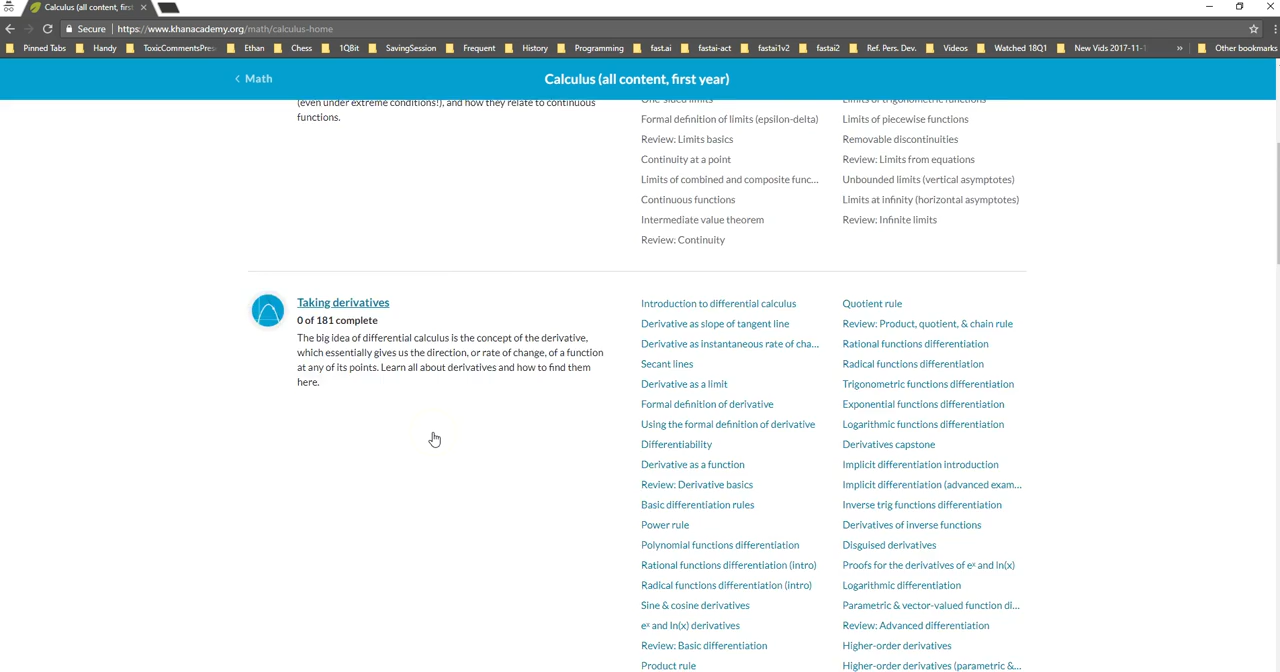 Calculus (all content, first
Secure https://www.khanacademy.org/math/calculus-home
Pinned Tabs Handy ToxicCommentsPres Ethan Chess 1QBit SavingSession Frequent History Programming fast.ai fastai-act fastai1v2 fastai2 Ref. Pers. Dev. Videos Watched 18Q1 New Vids 2017-11-1 » Other bookmarks
< Math
Calculus (all content, first year)
(even under extreme conditions!), and how they relate to continuous
functions.
One-sided limits
Formal definition of limits (epsilon-delta)
Review: Limits basics
Continuity at a point
Limits of combined and composite func...
Continuous functions
Intermediate value theorem
Review: Continuity
Limits of trigonometric functions
Limits of piecewise functions
Removable discontinuities
Review: Limits from equations
Unbounded limits (vertical asymptotes)
Limits at infinity (horizontal asymptotes)
Review: Infinite limits
Taking derivatives
0 of 181 complete
The big idea of differential calculus is the concept of the derivative,
which essentially gives us the direction, or rate of change, of a function
at any of its points. Learn all about derivatives and how to find them
here.
Introduction to differential calculus
Derivative as slope of tangent line
Derivative as instantaneous rate of cha...
Secant lines
Derivative as a limit
Formal definition of derivative
Using the formal definition of derivative
Differentiability
Derivative as a function
Review: Derivative basics
Basic differentiation rules
Power rule
Polynomial functions differentiation
Rational functions differentiation (intro)
Radical functions differentiation (intro)
Sine & cosine derivatives
eˣ and ln(x) derivatives
Review: Basic differentiation
Product rule
Quotient rule
Review: Product, quotient, & chain rule
Rational functions differentiation
Radical functions differentiation
Trigonometric functions differentiation
Exponential functions differentiation
Logarithmic functions differentiation
Derivatives capstone
Implicit differentiation introduction
Implicit differentiation (advanced exam...
Inverse trig functions differentiation
Derivatives of inverse functions
Disguised derivatives
Proofs for the derivatives of eˣ and ln(x)
Logarithmic differentiation
Parametric & vector-valued function di...
Review: Advanced differentiation
Higher-order derivatives
Higher-order derivatives (parametric &...